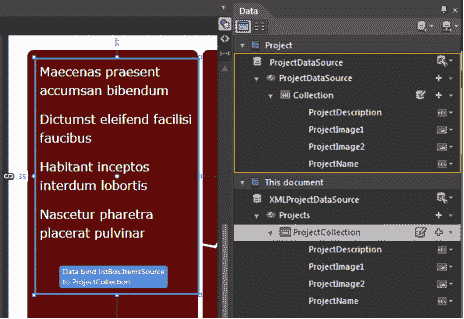 Maecenas praesent
accumsan bibendum
Dictumst eleifend facilisi
faucibus
Habitant inceptos
interdum lobortis
Nascetur pharetra
placerat pulvinar
Data bind listBox.ItemsSource
to ProjectCollection
35
Data
Project
ProjectDataSource
ProjectDataSource
Collection
ProjectDescription
ProjectImage1
ProjectImage2
ProjectName
This document
XMLProjectDataSource
Projects
ProjectCollection
ProjectDescription
ProjectImage1
ProjectImage2
ProjectName